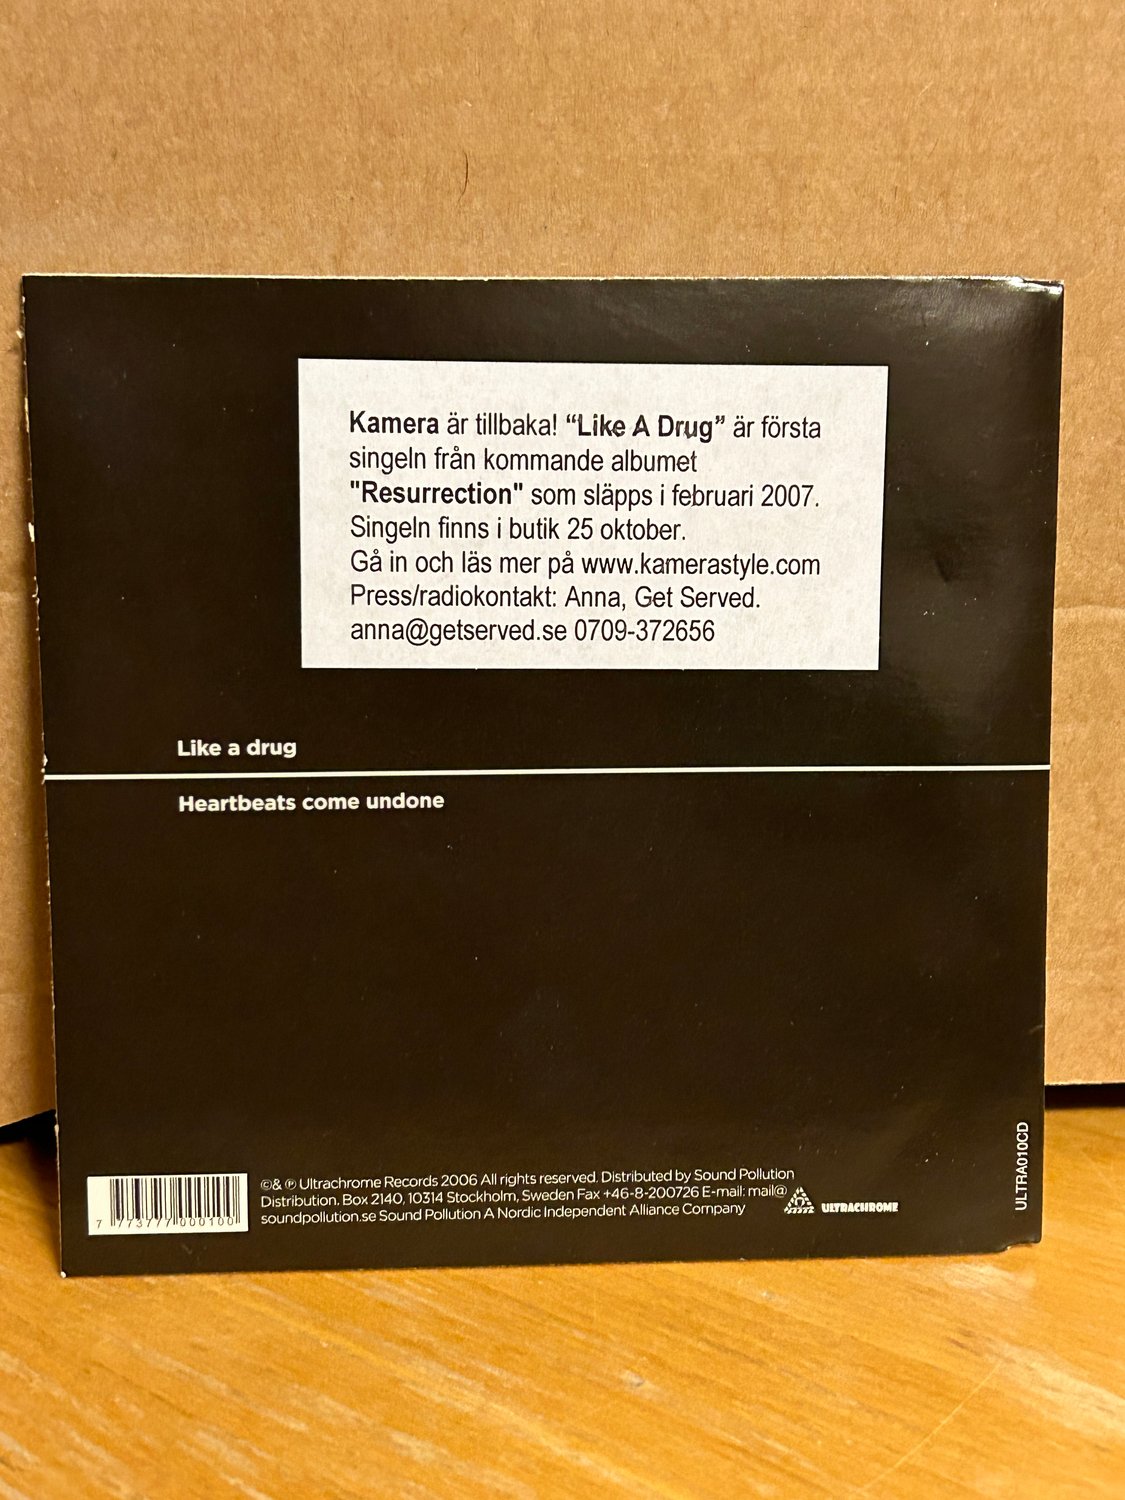 Kamera är tillbaka! “Like A Drug” är första
singeln från kommande albumet
"Resurrection" som släpps i februari 2007.
Singeln finns i butik 25 oktober.
Gå in och läs mer på www.kamerastyle.com
Press/radiokontakt: Anna, Get Served.
anna@getserved.se 0709-372656
Like a drug
Heartbeats come undone
7 73777 000100
©& ℗ Ultrachrome Records 2006 All rights reserved. Distributed by Sound Pollution
Distribution. Box 2140, 10314 Stockholm, Sweden Fax +46-8-200726 E-mail: mail@
soundpollution.se Sound Pollution A Nordic Independent Alliance Company
ULTRACHROME
ULTRA010CD